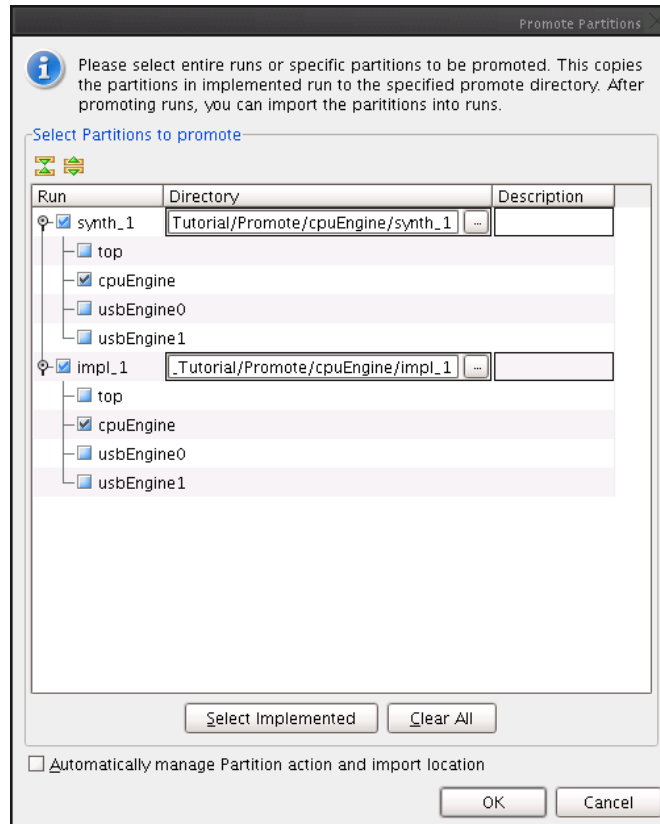 Promote Partitions
Please select entire runs or specific partitions to be promoted. This copies
the partitions in implemented run to the specified promote directory. After
promoting runs, you can import the parititions into runs.
Select Partitions to promote
Run Directory Description
synth_1 Tutorial/Promote/cpuEngine/synth_1 ...
top
cpuEngine
usbEngine0
usbEngine1
impl_1 _Tutorial/Promote/cpuEngine/impl_1 ...
top
cpuEngine
usbEngine0
usbEngine1
Select Implemented Clear All
Automatically manage Partition action and import location
OK Cancel